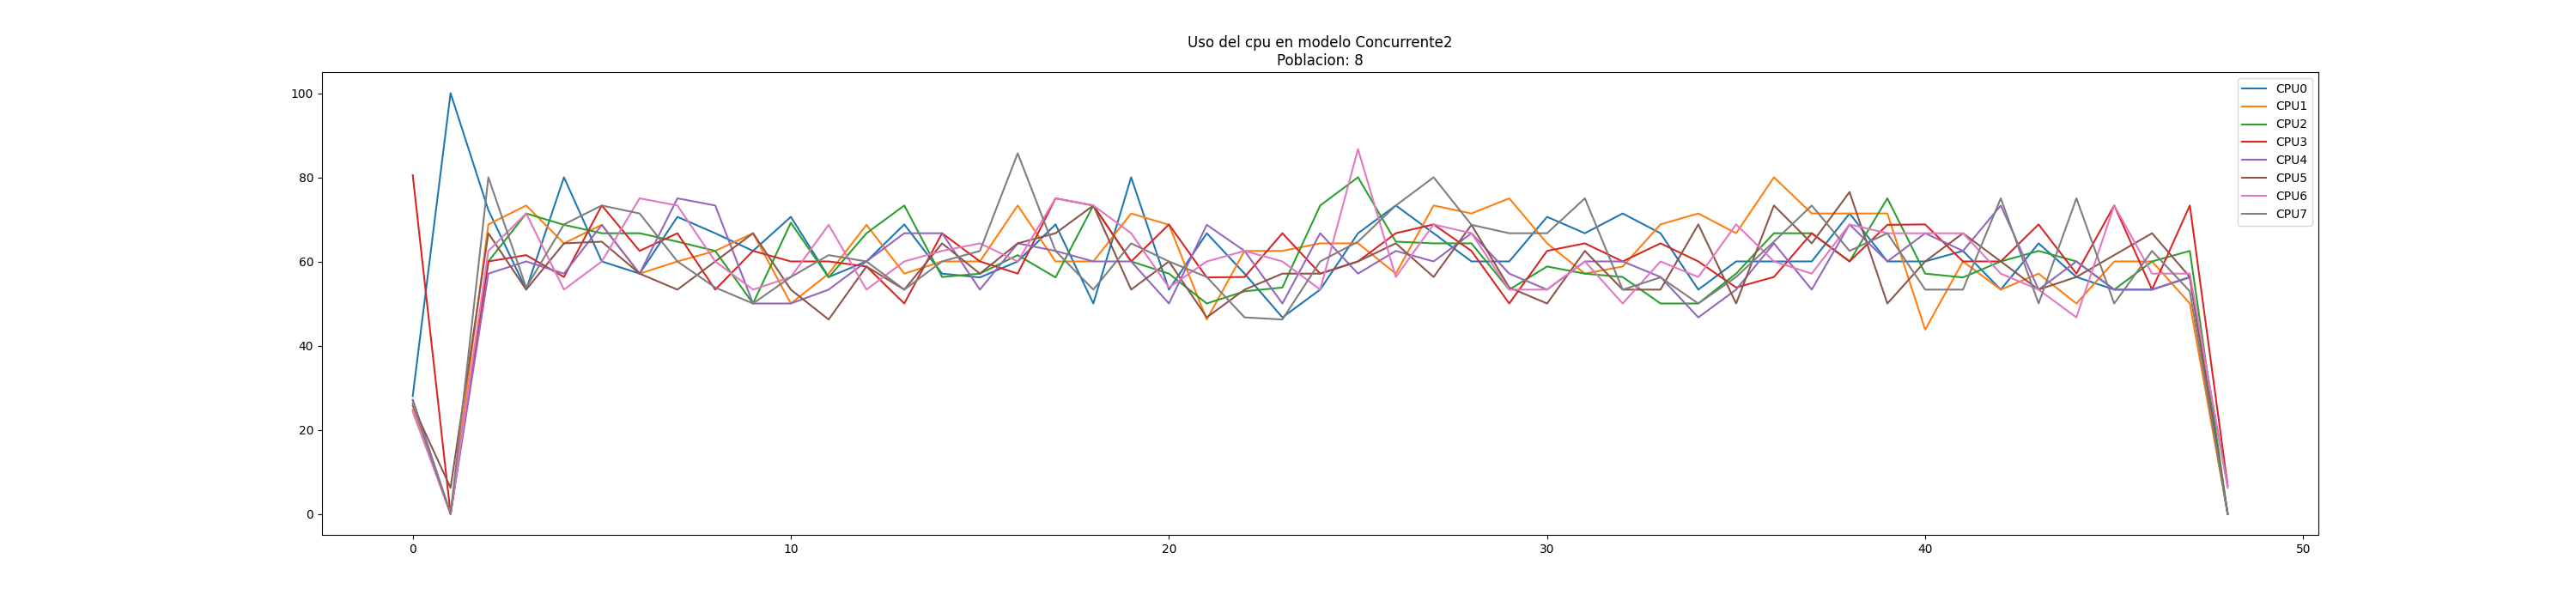 Uso del cpu en modelo Concurrente2
Poblacion: 8
100
80
60
40
20
0
0
10
20
30
40
50
CPU0
CPU1
CPU2
CPU3
CPU4
CPU5
CPU6
CPU7